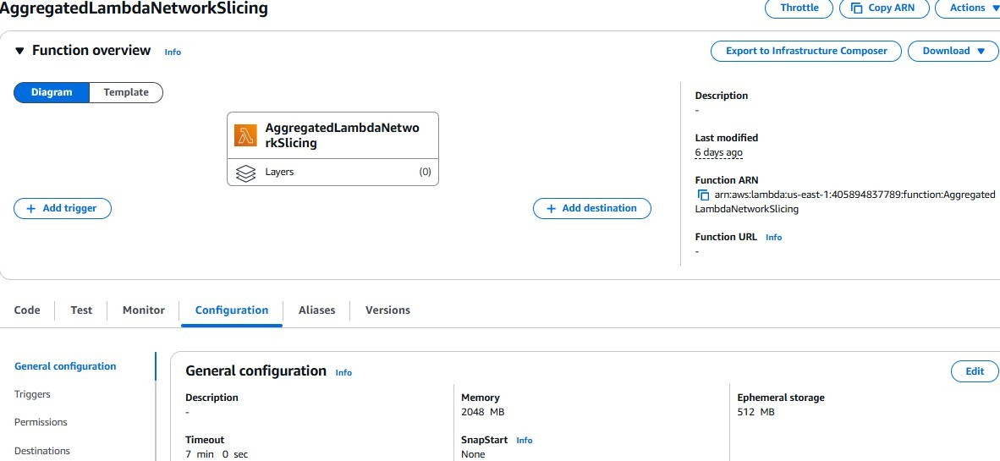 AggregatedLambdaNetworkSlicing
Throttle
Copy ARN
Actions
Function overview
Info
Export to Infrastructure Composer
Download
Diagram
Template
AggregatedLambdaNetwo
rkSlicing
Layers
(0)
Add trigger
Add destination
Description
-
Last modified
6 days ago
Function ARN
arn:aws:lambda:us-east-1:405894837789:function:Aggregated
LambdaNetworkSlicing
Function URL Info
-
Code
Test
Monitor
Configuration
Aliases
Versions
General configuration
Triggers
Permissions
Destinations
General configuration Info
Edit
Description
-
Memory
2048 MB
Ephemeral storage
512 MB
Timeout
7 min 0 sec
SnapStart Info
None